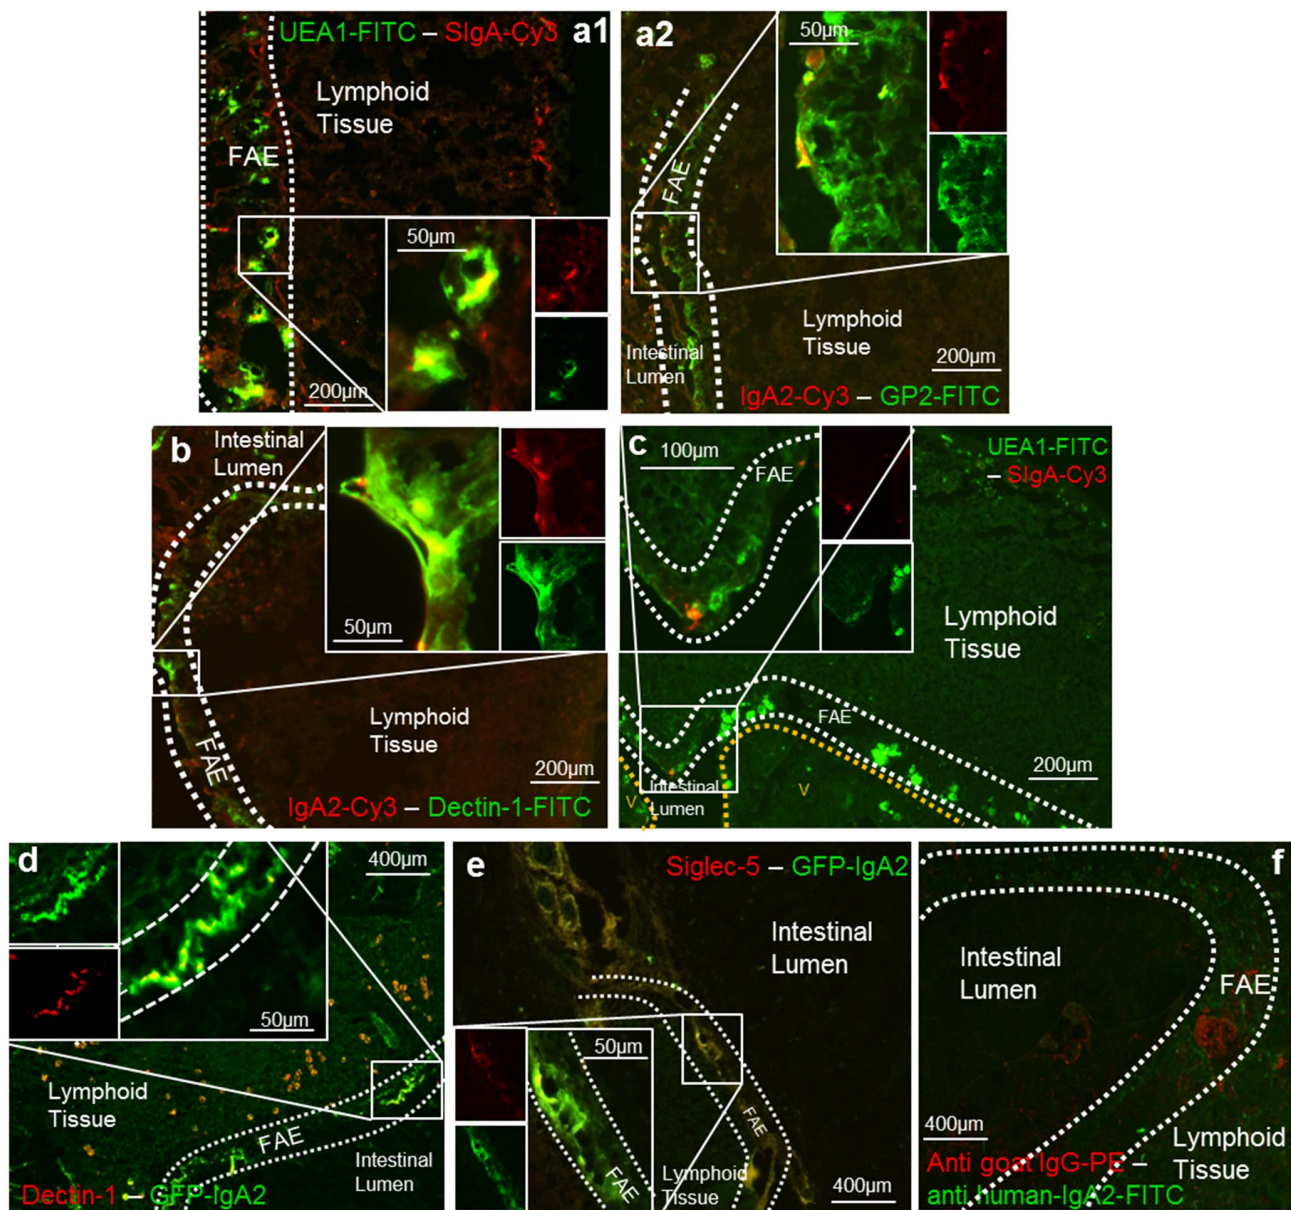 UEA1-FITC – SIgA-Cy3 a1
Lymphoid
Tissue
FAE
50µm
200µm
a2
50µm
FAE
Lymphoid
Tissue
Intestinal
Lumen
200µm
IgA2-Cy3 – GP2-FITC
b
Intestinal
Lumen
50µm
Lymphoid
Tissue
FAE
200µm
IgA2-Cy3 – Dectin-1-FITC
c
UEA1-FITC
– SIgA-Cy3
100µm
FAE
Lymphoid
Tissue
FAE
Intestinal
Lumen
V
V
200µm
d
400µm
50µm
Lymphoid
Tissue
FAE
Intestinal
Lumen
Dectin-1 – GFP-IgA2
e
Siglec-5 – GFP-IgA2
Intestinal
Lumen
50µm
FAE
FAE
Lymphoid
Tissue
400µm
f
Intestinal
Lumen
FAE
400µm
Lymphoid
Tissue
Anti goat IgG-PE –
anti human-IgA2-FITC